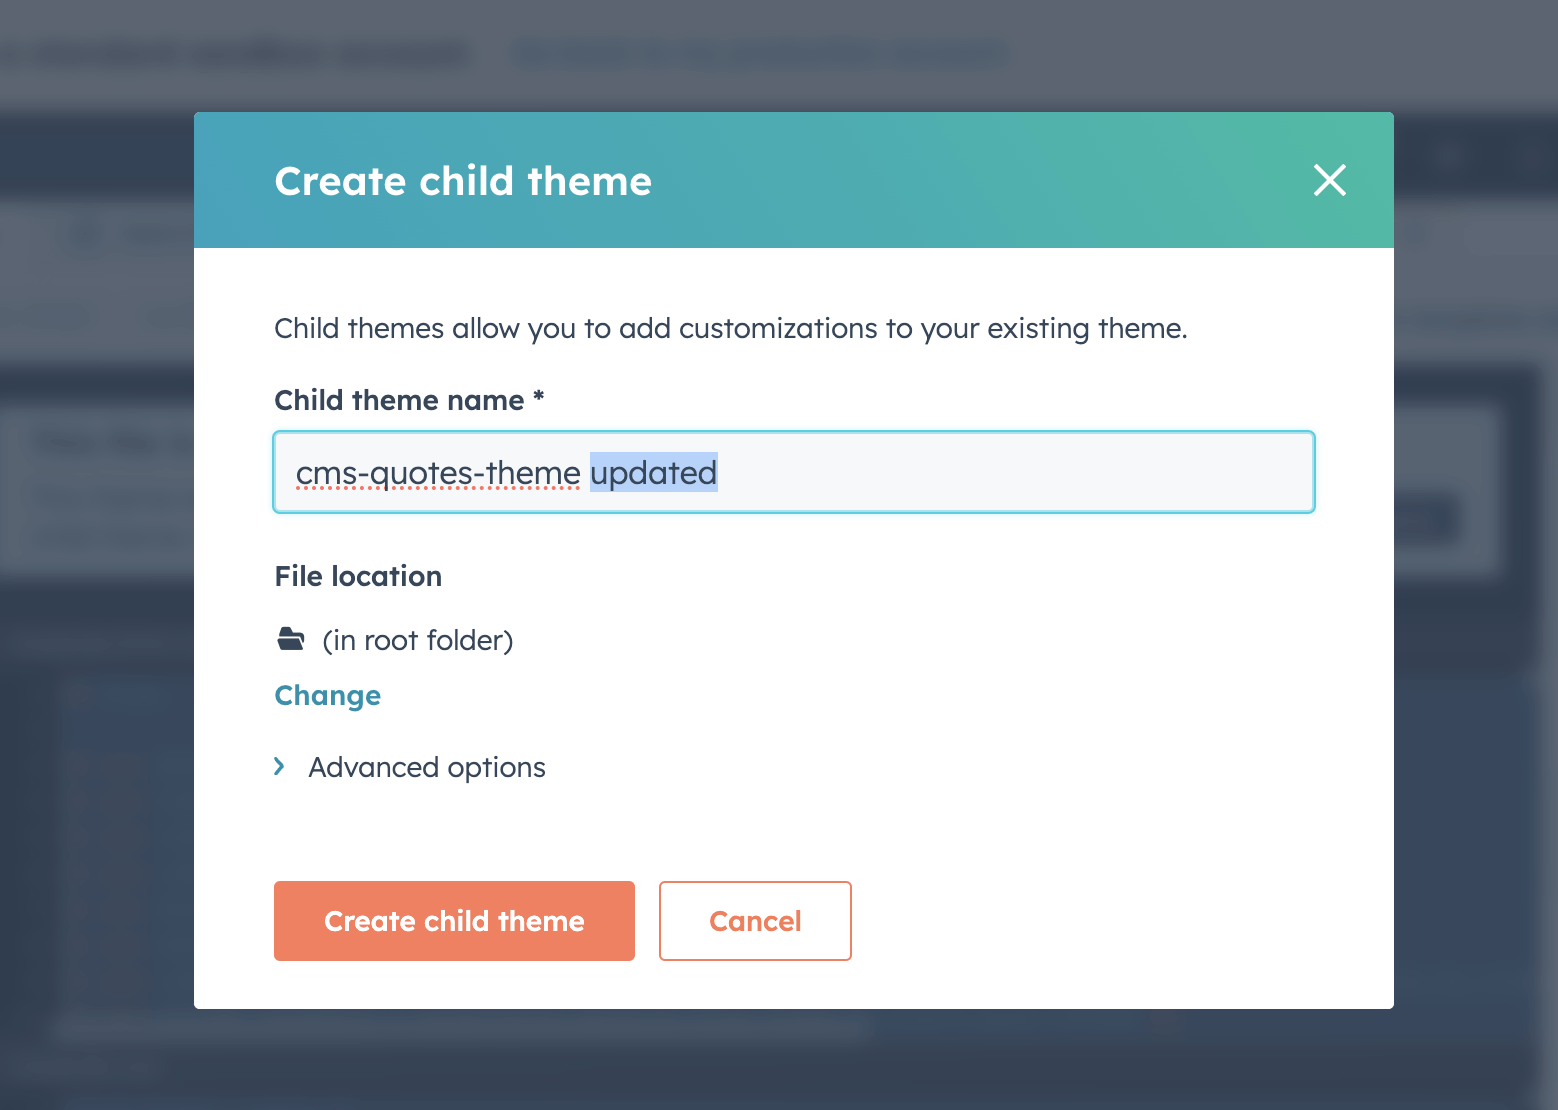 Create child theme
Child themes allow you to add customizations to your existing theme.
Child theme name *
cms-quotes-theme updated
File location
(in root folder)
Change
Advanced options
Create child theme
Cancel